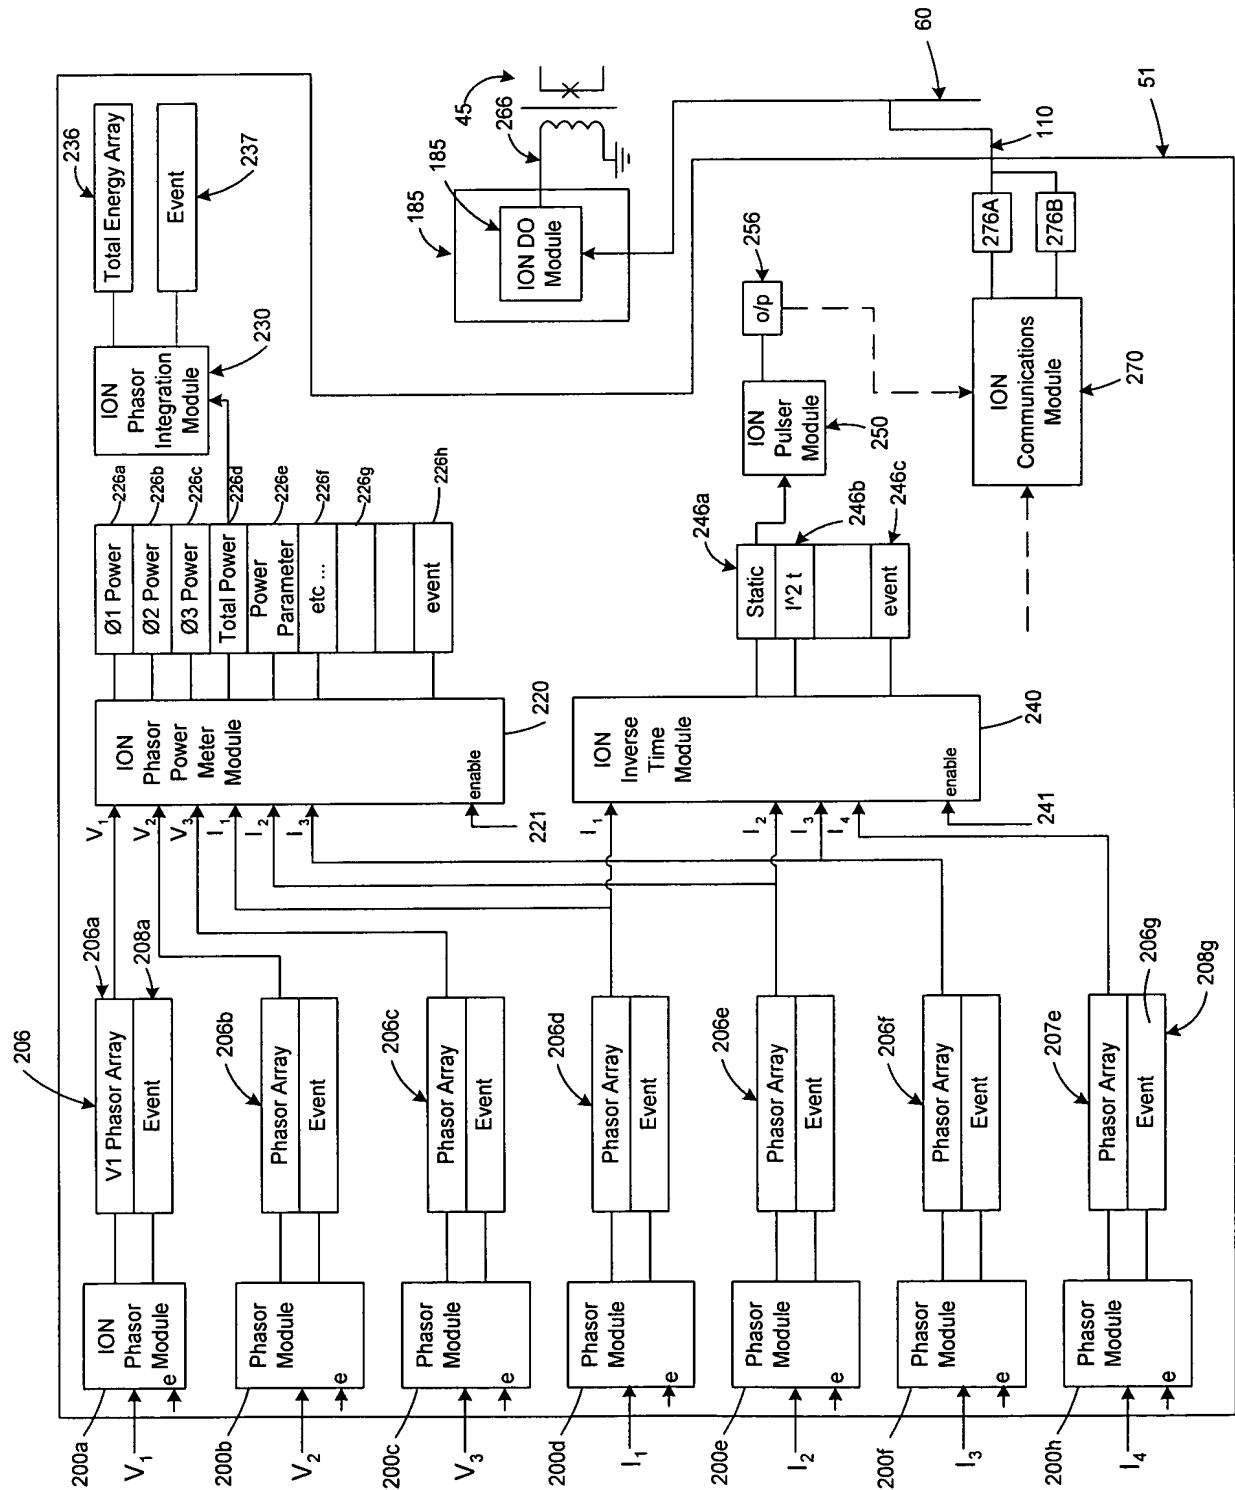 200a
V1
ION
Phasor
Module
e
206
V1 Phasor Array
Event
206a
208a
200b
V2
Phasor
Module
e
206b
Phasor Array
Event
200c
V3
Phasor
Module
e
206c
Phasor Array
Event
200d
I1
Phasor
Module
e
206d
Phasor Array
Event
200e
I2
Phasor
Module
e
206e
Phasor Array
Event
200f
I3
Phasor
Module
e
206f
Phasor Array
Event
200h
I4
Phasor
Module
e
207e
Phasor Array
Event
206g
208g
V1
V2
V3
I1
I2
I3
ION
Phasor
Power
Meter
Module
enable
220
221
Ø1 Power
Ø2 Power
Ø3 Power
Total Power
Power
Parameter
etc ...
event
226a
226b
226c
226d
226e
226f
226g
226h
ION
Phasor
Integration
Module
230
Total Energy Array
Event
236
237
I1
I2
I3
I4
ION
Inverse
Time
Module
enable
240
241
Static
I^2 t
event
246a
246b
246c
ION
Pulser
Module
250
o/p
256
ION
Communications
Module
270
276A
276B
185
185
ION DO
Module
266
45
60
110
51